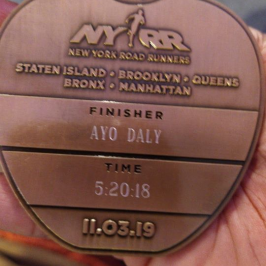 NYRR
NEW YORK ROAD RUNNERS
STATEN ISLAND • BROOKLYN • QUEENS
BRONX • MANHATTAN
FINISHER
AYO DALY
TIME
5:20:18
11.03.19